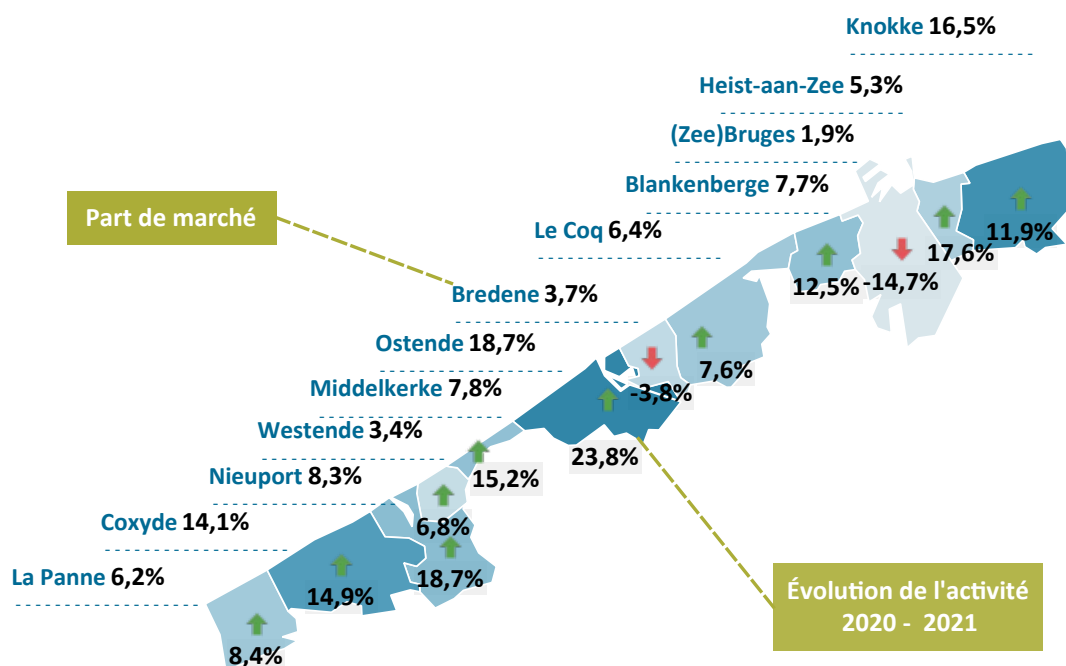 Knokke 16,5%
Heist-aan-Zee 5,3%
(Zee)Bruges 1,9%
Blankenberge 7,7%
Part de marché
Le Coq 6,4%
11,9%
17,6%
12,5%
-14,7%
Bredene 3,7%
Ostende 18,7%
7,6%
Middelkerke 7,8%
-3,8%
Westende 3,4%
23,8%
Nieuport 8,3%
15,2%
Coxyde 14,1%
6,8%
La Panne 6,2%
18,7%
14,9%
Évolution de l'activité
2020 - 2021
8,4%